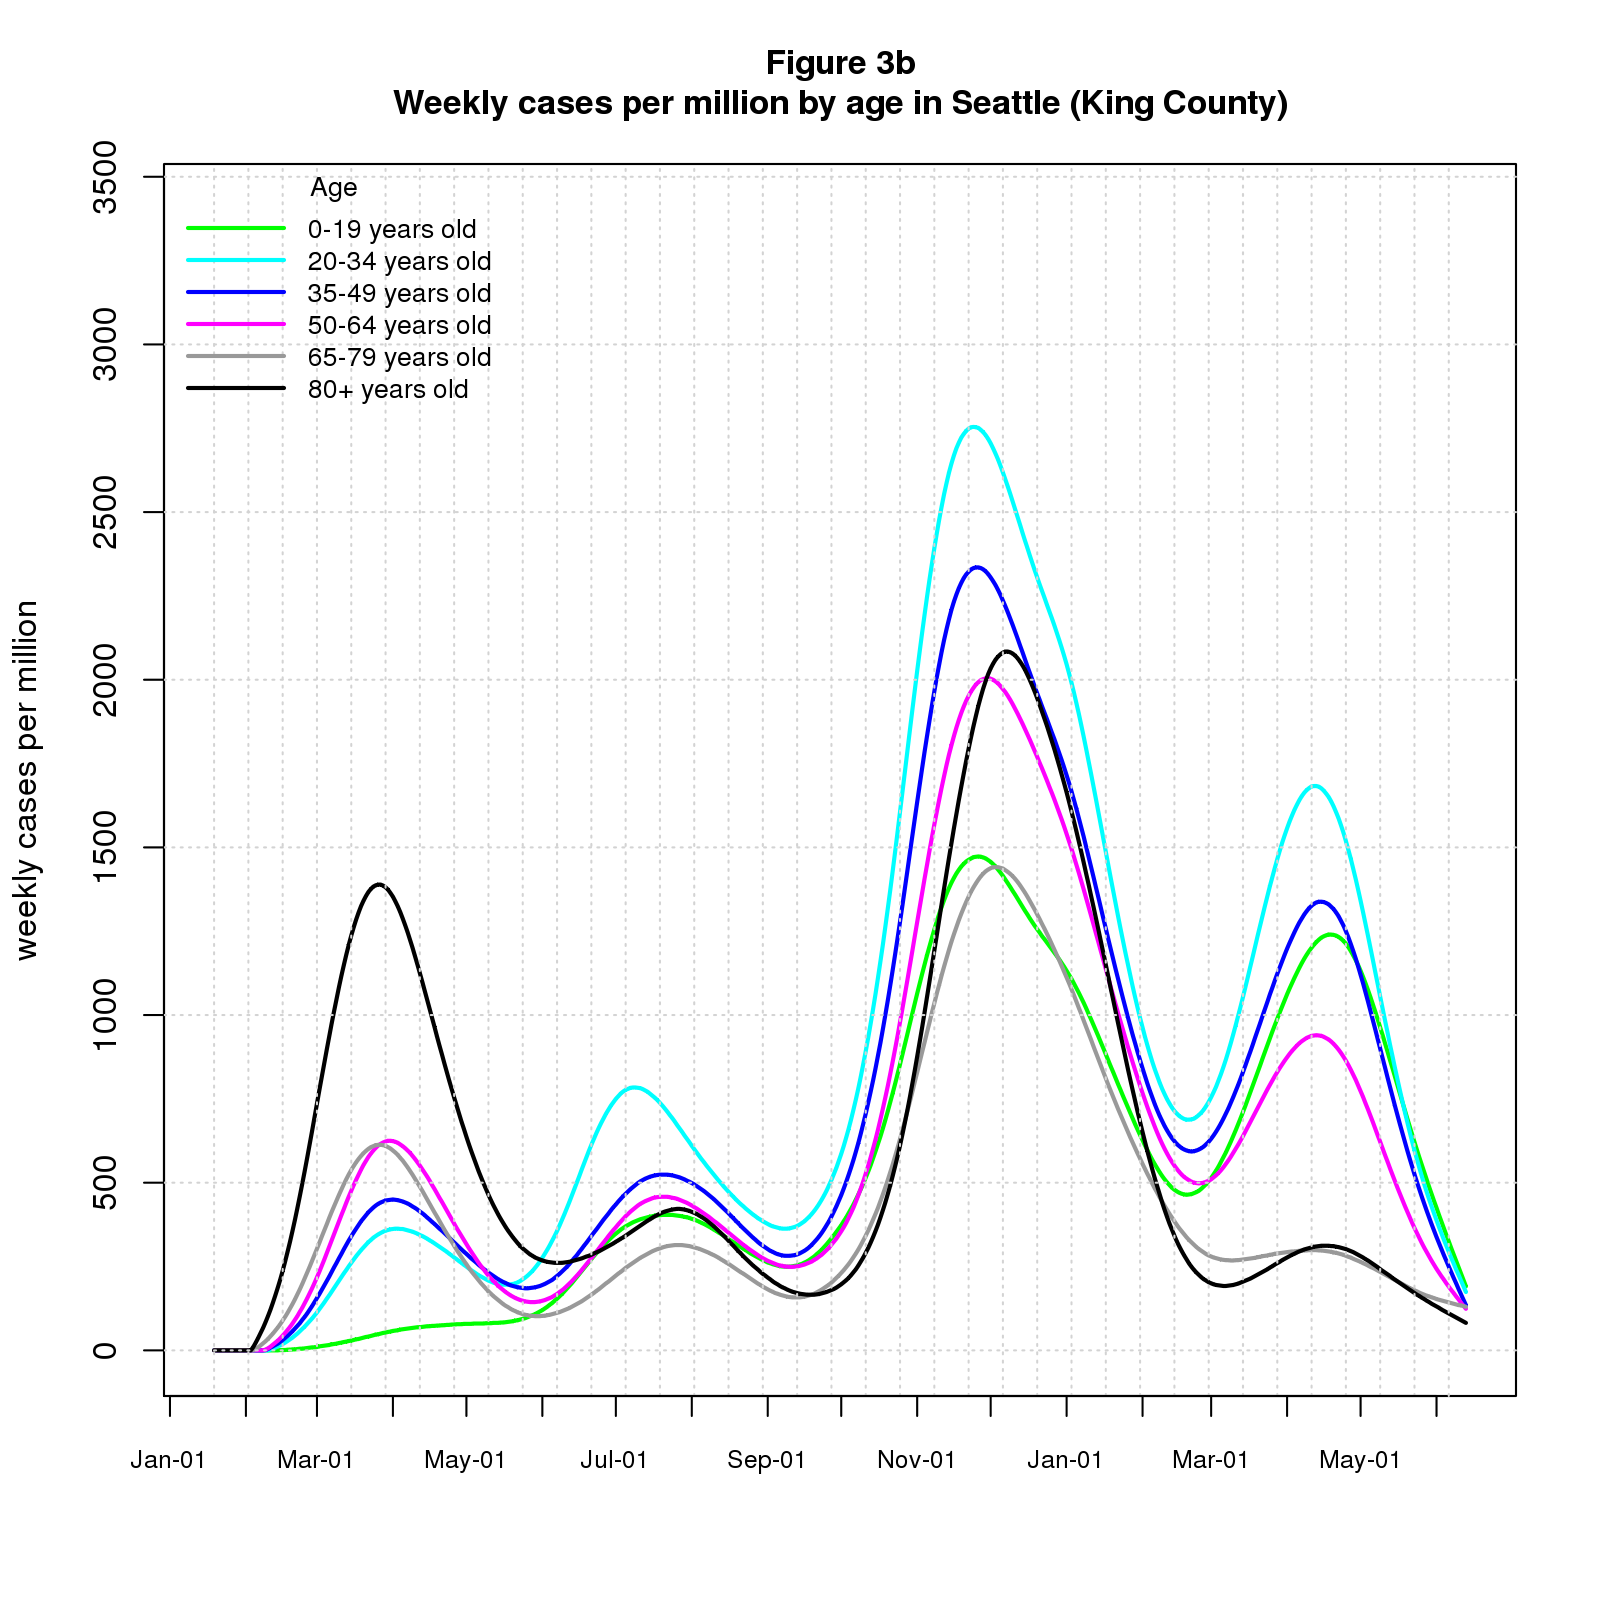 Figure 3b
Weekly cases per million by age in Seattle (King County)
weekly cases per million
3500
3000
2500
2000
1500
1000
500
0
Age
0-19 years old
20-34 years old
35-49 years old
50-64 years old
65-79 years old
80+ years old
Jan-01 Mar-01 May-01 Jul-01 Sep-01 Nov-01 Jan-01 Mar-01 May-01